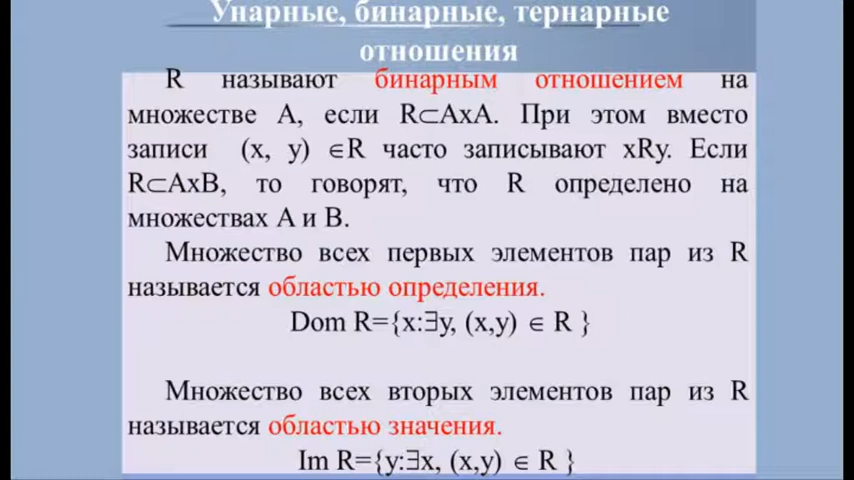 Унарные, бинарные, тернарные
отношения
R называют бинарным отношением на
множестве A, если R⊂AxA. При этом вместо
записи (x, y) ∈R часто записывают xRy. Если
R⊂AxB, то говорят, что R определено на
множествах A и B.
Множество всех первых элементов пар из R
называется областью определения.
Dom R={x:∃y, (x,y) ∈ R }
Множество всех вторых элементов пар из R
называется областью значения.
Im R={y:∃x, (x,y) ∈ R }